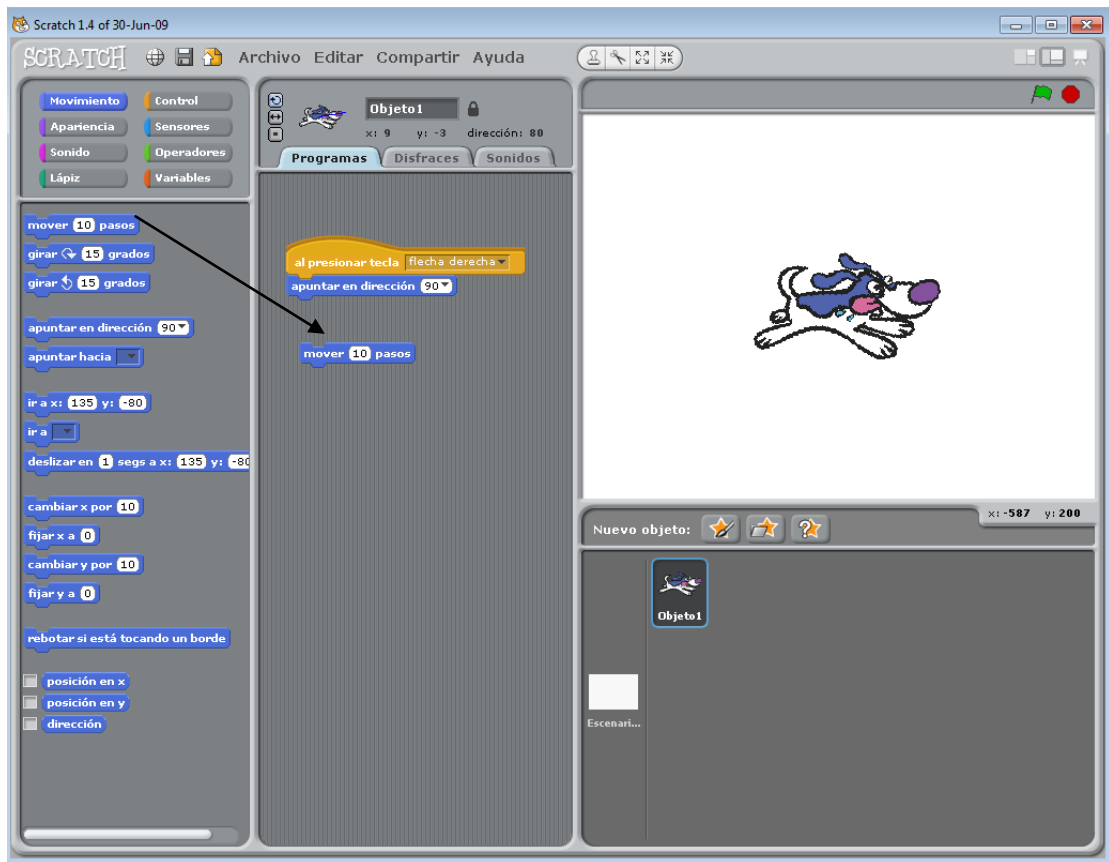 Scratch 1.4 of 30-Jun-09
SCRATCH Archivo Editar Compartir Ayuda
Movimiento Control
Apariencia Sensores
Sonido Operadores
Lápiz Variables
mover 10 pasos
girar 15 grados
girar 15 grados
apuntar en dirección 90
apuntar hacia
ir a x: 135 y: -80
ir a
deslizar en 1 segs a x: 135 y: -80
cambiar x por 10
fijar x a 0
cambiar y por 10
fijar y a 0
rebotar si está tocando un borde
posición en x
posición en y
dirección
Objeto1
x: 9 y: -3 dirección: 80
Programas Disfraces Sonidos
al presionar tecla flecha derecha
apuntar en dirección 90
mover 10 pasos
x: -587 y: 200
Nuevo objeto:
Objeto1
Escenari...